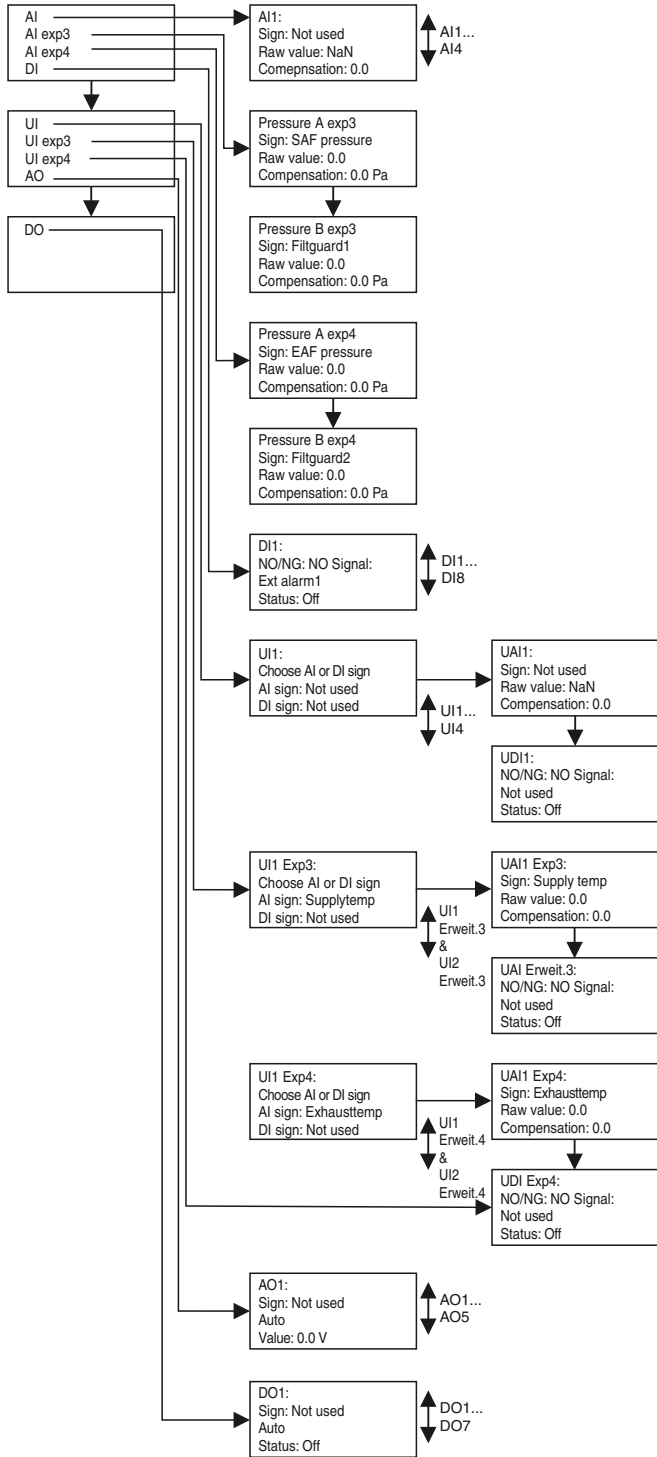 AI
AI exp3
AI exp4
DI
UI
UI exp3
UI exp4
AO
DO
AI1:
Sign: Not used
Raw value: NaN
Comepnsation: 0.0
AI1...
AI4
Pressure A exp3
Sign: SAF pressure
Raw value: 0.0
Compensation: 0.0 Pa
Pressure B exp3
Sign: Filtguard1
Raw value: 0.0
Compensation: 0.0 Pa
Pressure A exp4
Sign: EAF pressure
Raw value: 0.0
Compensation: 0.0 Pa
Pressure B exp4
Sign: Filtguard2
Raw value: 0.0
Compensation: 0.0 Pa
DI1:
NO/NG: NO Signal:
Ext alarm1
Status: Off
DI1...
DI8
UI1:
Choose AI or DI sign
AI sign: Not used
DI sign: Not used
UI1...
UI4
UAI1:
Sign: Not used
Raw value: NaN
Compensation: 0.0
UDI1:
NO/NG: NO Signal:
Not used
Status: Off
UI1 Exp3:
Choose AI or DI sign
AI sign: Supplytemp
DI sign: Not used
UI1
Erweit.3
&
UI2
Erweit.3
UAI1 Exp3:
Sign: Supply temp
Raw value: 0.0
Compensation: 0.0
UAI Erweit.3:
NO/NG: NO Signal:
Not used
Status: Off
UI1 Exp4:
Choose AI or DI sign
AI sign: Exhausttemp
DI sign: Not used
UI1
Erweit.4
&
UI2
Erweit.4
UAI1 Exp4:
Sign: Exhausttemp
Raw value: 0.0
Compensation: 0.0
UDI Exp4:
NO/NG: NO Signal:
Not used
Status: Off
AO1:
Sign: Not used
Auto
Value: 0.0 V
AO1...
AO5
DO1:
Sign: Not used
Auto
Status: Off
DO1...
DO7